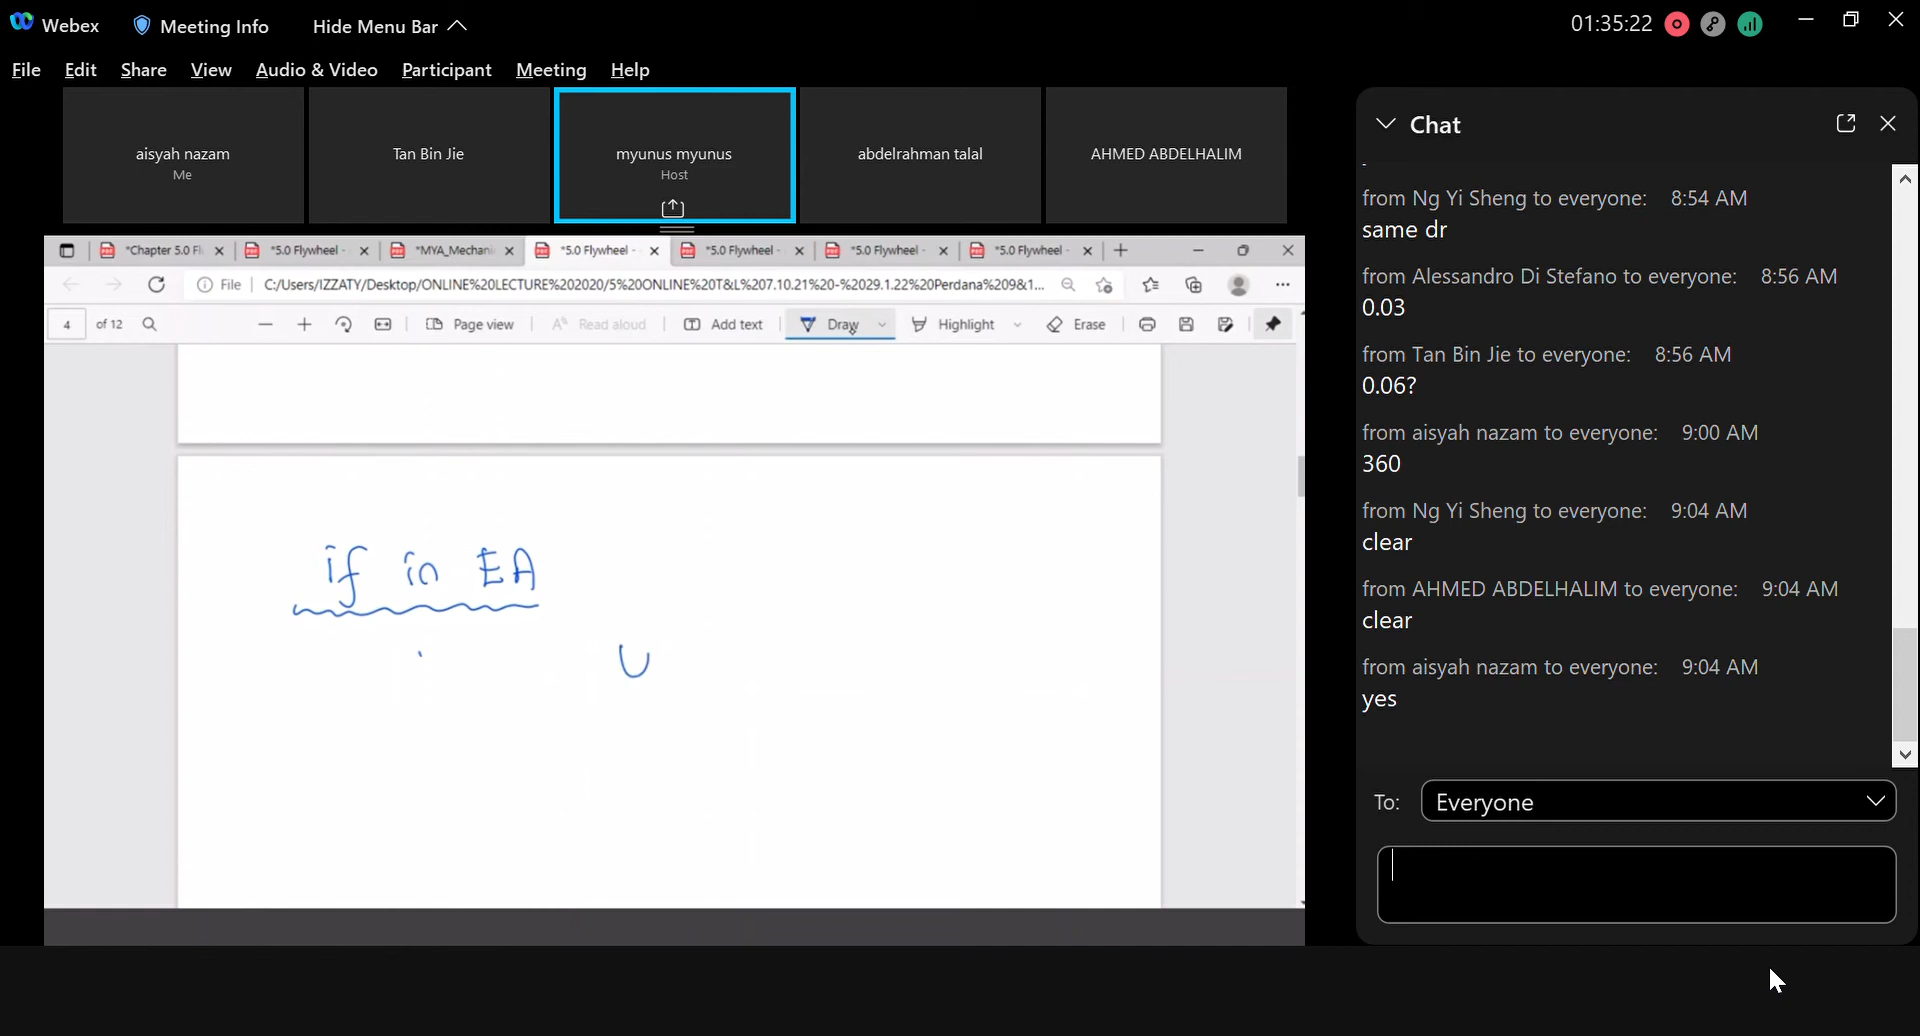 Webex Meeting Info Hide Menu Bar 01:35:22
File Edit Share View Audio & Video Participant Meeting Help
aisyah nazam
Me
Tan Bin Jie
myunus myunus
Host
abdelrahman talal
AHMED ABDELHALIM
*Chapter 5.0 Fl *5.0 Flywheel - *MYA_Mechani *5.0 Flywheel - *5.0 Flywheel - *5.0 Flywheel - *5.0 Flywheel -
File C:/Users/IZZATY/Desktop/ONLINE%20LECTURE%202020/5%20ONLINE%20T&L%207.10.21%20-%2029.1.22%20Perdana%209&1...
4 of 12 Page view Read aloud Add text Draw Highlight Erase
if in EA
U
Chat
from Ng Yi Sheng to everyone: 8:54 AM
same dr
from Alessandro Di Stefano to everyone: 8:56 AM
0.03
from Tan Bin Jie to everyone: 8:56 AM
0.06?
from aisyah nazam to everyone: 9:00 AM
360
from Ng Yi Sheng to everyone: 9:04 AM
clear
from AHMED ABDELHALIM to everyone: 9:04 AM
clear
from aisyah nazam to everyone: 9:04 AM
yes
To: Everyone